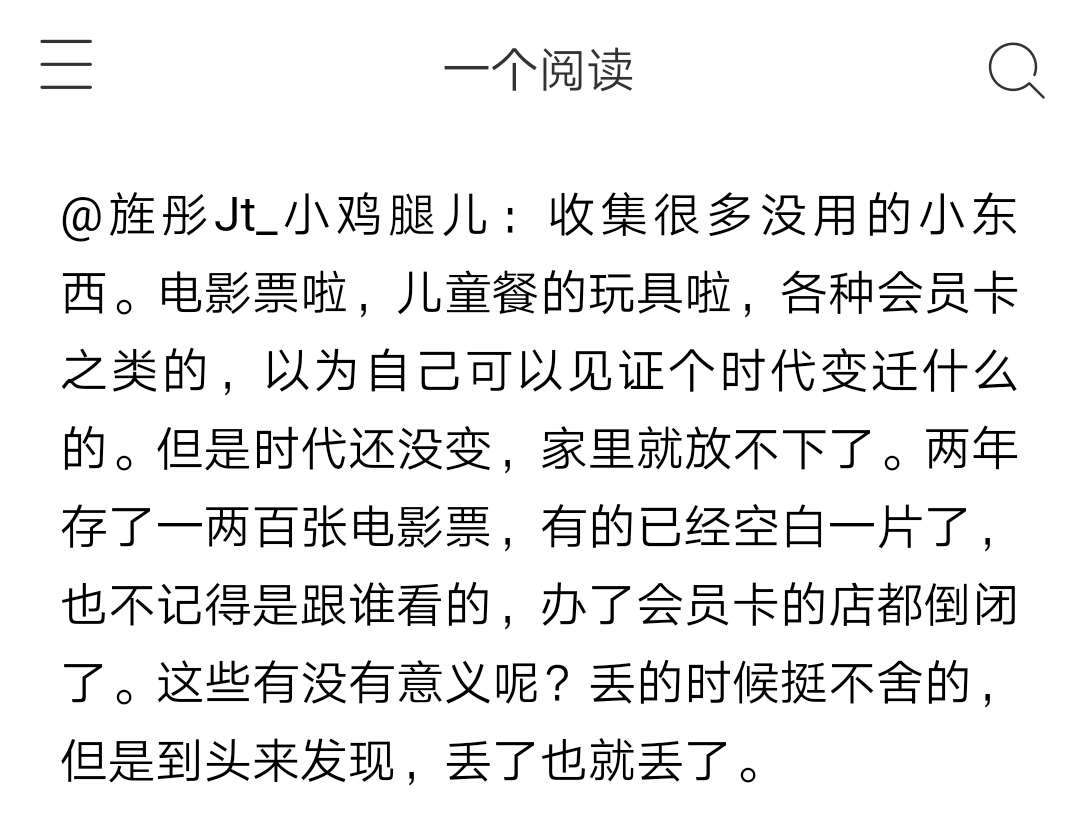 一个阅读
@旌彤Jt_小鸡腿儿：收集很多没用的小东
西。电影票啦，儿童餐的玩具啦，各种会员卡
之类的，以为自己可以见证个时代变迁什么
的。但是时代还没变，家里就放不下了。两年
存了一两百张电影票，有的已经空白一片了，
也不记得是跟谁看的，办了会员卡的店都倒闭
了。这些有没有意义呢？丢的时候挺不舍的，
但是到头来发现，丢了也就丢了。